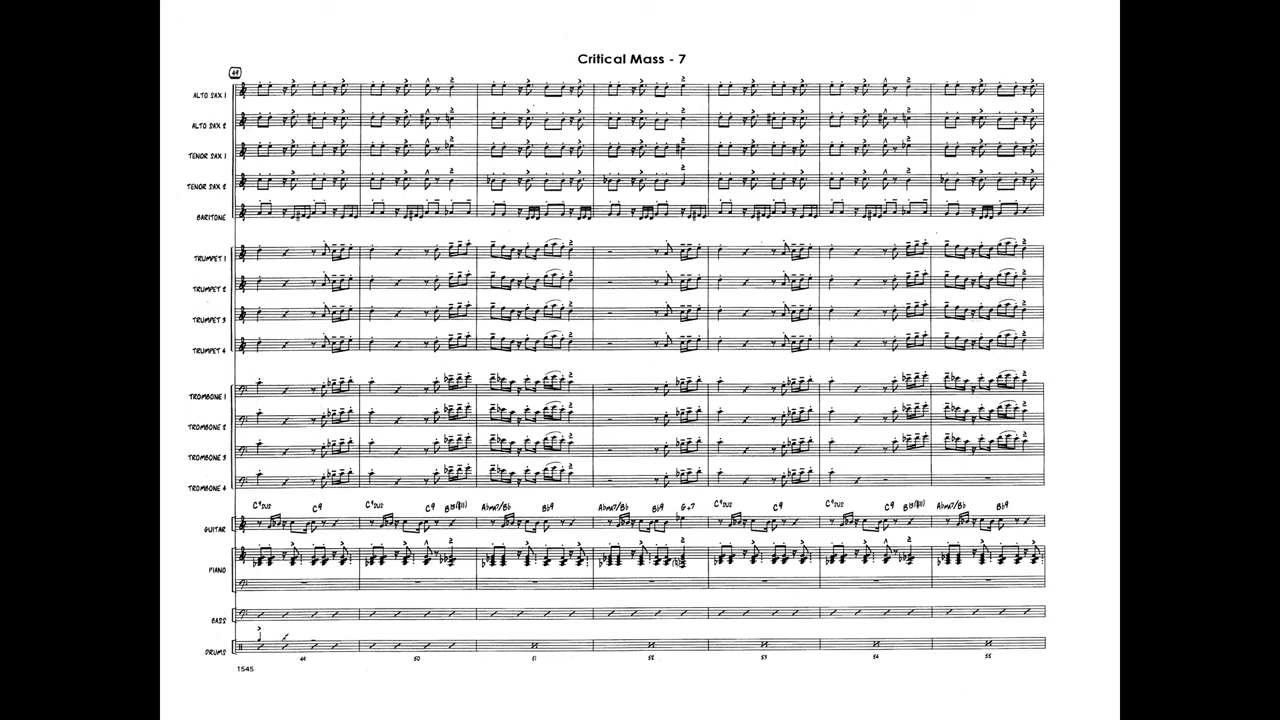 Critical Mass - 7
49
ALTO SAX 1
ALTO SAX 2
TENOR SAX 1
TENOR SAX 2
BARITONE
TRUMPET 1
TRUMPET 2
TRUMPET 3
TRUMPET 4
TROMBONE 1
TROMBONE 2
TROMBONE 3
TROMBONE 4
C9sus C9 C9sus C9 B13(#11) Abma7/Bb Bb9 Abma7/Bb Bb9 G+7 C9sus C9 C9sus C9 B13(#11) Abma7/Bb Bb9
GUITAR
PIANO
BASS
DRUMS
49 50 51 52 53 54 55
1545